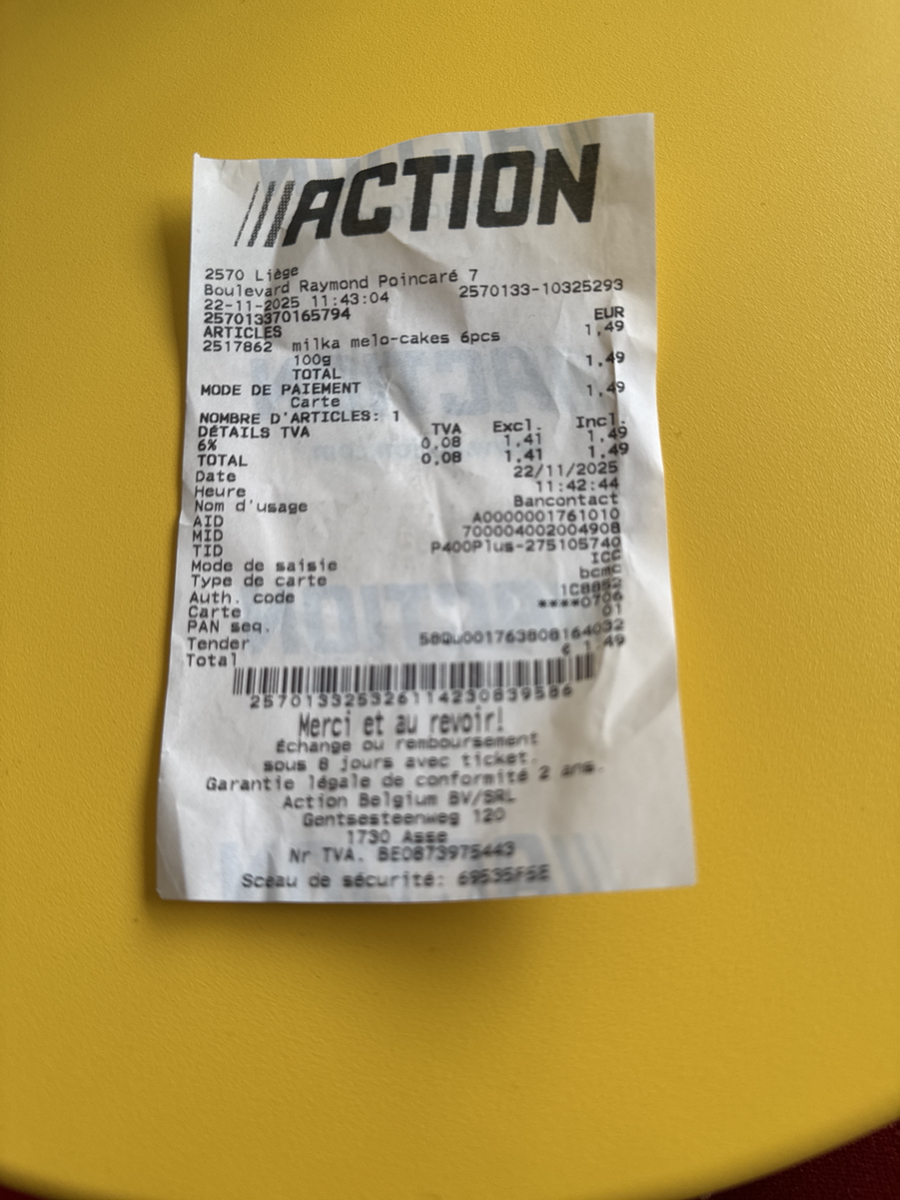 ACTION
2570 Liège
Boulevard Raymond Poincaré 7
22-11-2025 11:43:04 2570133-10325293
257013370165794
ARTICLES EUR
2517862 milka melo-cakes 6pcs 1,49
100g
TOTAL 1,49
MODE DE PAIEMENT
Carte 1,49
NOMBRE D'ARTICLES: 1
DÉTAILS TVA TVA Excl. Incl.
6% 0,08 1,41 1,49
TOTAL 0,08 1,41 1,49
Date 22/11/2025
Heure 11:42:44
Nom d'usage Bancontact
AID A0000001761010
MID 700004002004908
TID P400Plus-275105740
Mode de saisie ICC
Type de carte bcmc
Auth. code 1C8852
Carte ****0706
PAN seq. 01
Tender 58Qu001763808164032
Total € 1,49
257013325326114230839586
Merci et au revoir!
Échange ou remboursement
sous 8 jours avec ticket.
Garantie légale de conformité 2 ans.
Action Belgium BV/SRL
Gentsesteenweg 120
1730 Asse
Nr TVA. BE0873975443
Sceau de sécurité: 69535F5E